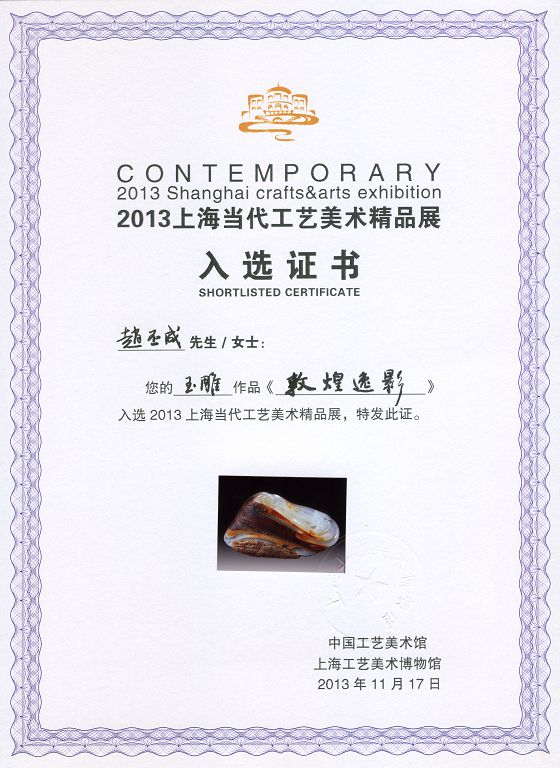 CONTEMPORARY
2013 Shanghai crafts&arts exhibition
2013上海当代工艺美术精品展
入选证书
SHORTLISTED CERTIFICATE
趙丕成 先生 / 女士：
您的 玉雕 作品《 敦煌逸影 》
入选 2013 上海当代工艺美术精品展，特发此证。
中国工艺美术馆
上海工艺美术博物馆
2013 年 11 月 17 日